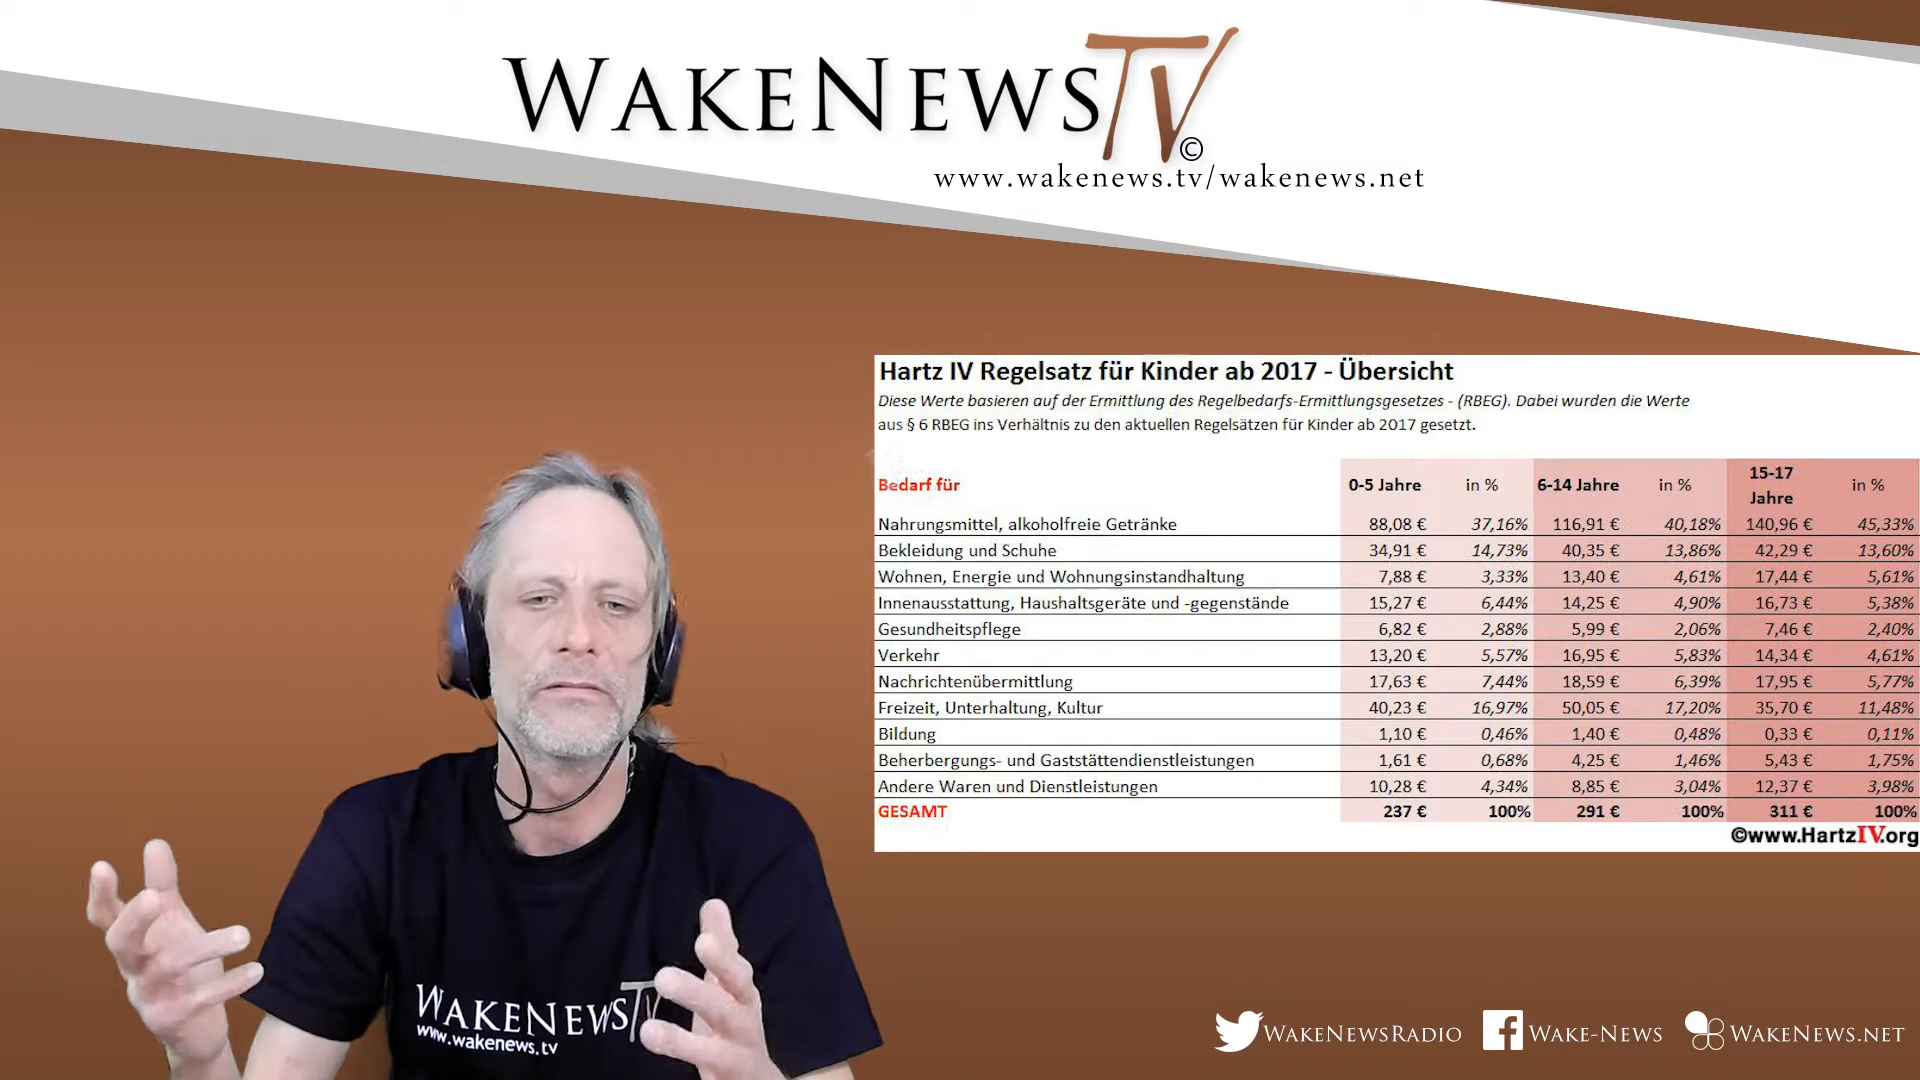 WAKENEWSTV
©
www.wakenews.tv/wakenews.net
Hartz IV Regelsatz für Kinder ab 2017 - Übersicht
Diese Werte basieren auf der Ermittlung des Regelbedarfs-Ermittlungsgesetzes - (RBEG). Dabei wurden die Werte
aus § 6 RBEG ins Verhältnis zu den aktuellen Regelsätzen für Kinder ab 2017 gesetzt.
Bedarf für 0-5 Jahre in % 6-14 Jahre in % 15-17 Jahre in %
Nahrungsmittel, alkoholfreie Getränke 88,08 € 37,16% 116,91 € 40,18% 140,96 € 45,33%
Bekleidung und Schuhe 34,91 € 14,73% 40,35 € 13,86% 42,29 € 13,60%
Wohnen, Energie und Wohnungsinstandhaltung 7,88 € 3,33% 13,40 € 4,61% 17,44 € 5,61%
Innenausstattung, Haushaltsgeräte und -gegenstände 15,27 € 6,44% 14,25 € 4,90% 16,73 € 5,38%
Gesundheitspflege 6,82 € 2,88% 5,99 € 2,06% 7,46 € 2,40%
Verkehr 13,20 € 5,57% 16,95 € 5,83% 14,34 € 4,61%
Nachrichtenübermittlung 17,63 € 7,44% 18,59 € 6,39% 17,95 € 5,77%
Freizeit, Unterhaltung, Kultur 40,23 € 16,97% 50,05 € 17,20% 35,70 € 11,48%
Bildung 1,10 € 0,46% 1,40 € 0,48% 0,33 € 0,11%
Beherbergungs- und Gaststättendienstleistungen 1,61 € 0,68% 4,25 € 1,46% 5,43 € 1,75%
Andere Waren und Dienstleistungen 10,28 € 4,34% 8,85 € 3,04% 12,37 € 3,98%
GESAMT 237 € 100% 291 € 100% 311 € 100%
©www.HartzIV.org
WAKENEWSTV
www.wakenews.tv
WAKENEWSRADIO
WAKE-NEWS
WAKENEWS.NET